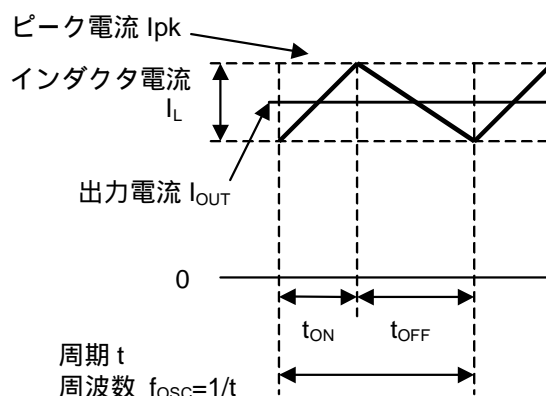 ピーク電流 Ipk
インダクタ電流
IL
出力電流 IOUT
0
tON tOFF
周期 t
周波数 fOSC=1/t